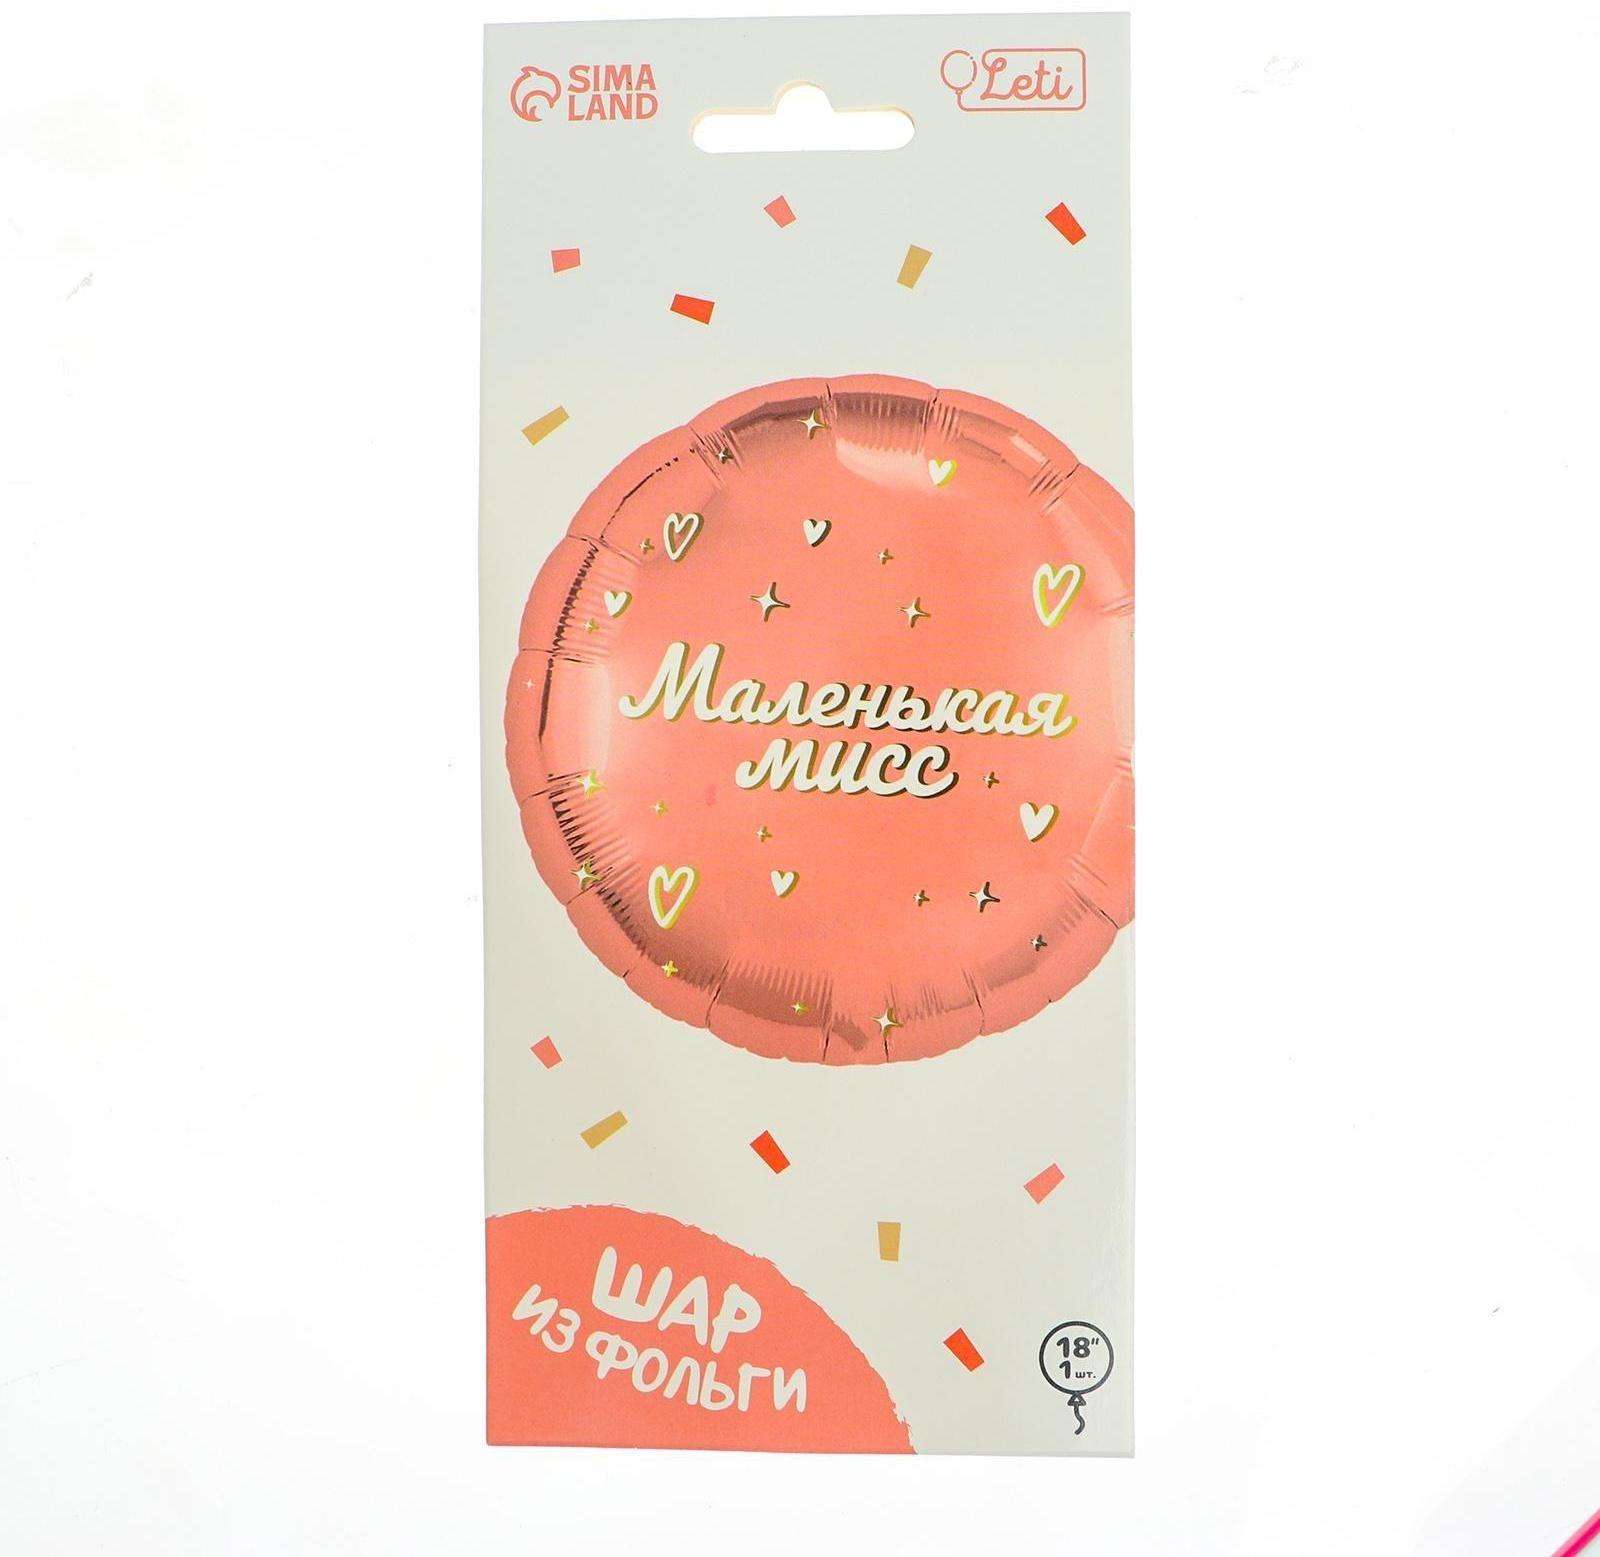 SIMA
LAND
Leti
Маленькая
мисс
ШАР
ИЗ ФОЛЬГИ
18"
1 шт.